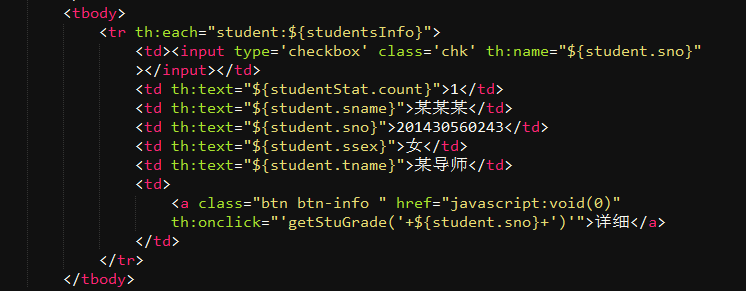 <tbody>
<tr th:each="student:${studentsInfo}">
<td><input type='checkbox' class='chk' th:name="${student.sno}"
></input></td>
<td th:text="${studentStat.count}">1</td>
<td th:text="${student.sname}">某某某</td>
<td th:text="${student.sno}">201430560243</td>
<td th:text="${student.ssex}">女</td>
<td th:text="${student.tname}">某导师</td>
<td>
<a class="btn btn-info " href="javascript:void(0)"
th:onclick="'getStuGrade('+${student.sno}+')'">详细</a>
</td>
</tr>
</tbody>